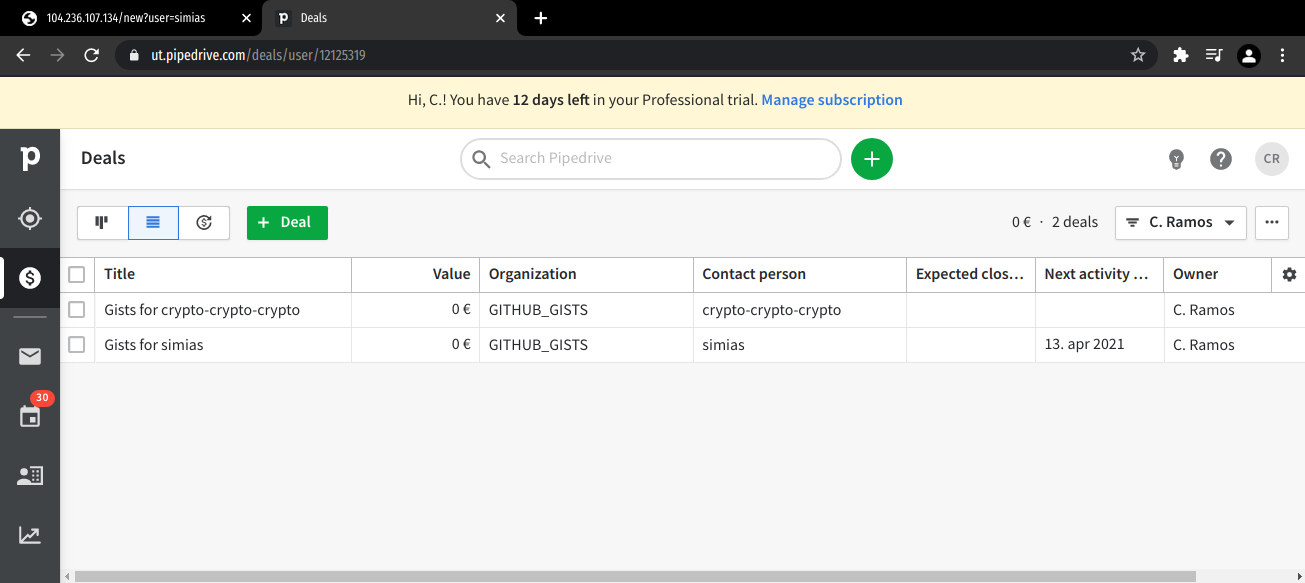 104.236.107.134/new?user=simias
Deals
ut.pipedrive.com/deals/user/12125319
Hi, C.! You have 12 days left in your Professional trial. Manage subscription
Deals
Search Pipedrive
CR
+ Deal
0 € · 2 deals
C. Ramos
Title Value Organization Contact person Expected clos... Next activity ... Owner
Gists for crypto-crypto-crypto 0 € GITHUB_GISTS crypto-crypto-crypto C. Ramos
Gists for simias 0 € GITHUB_GISTS simias 13. apr 2021 C. Ramos
30